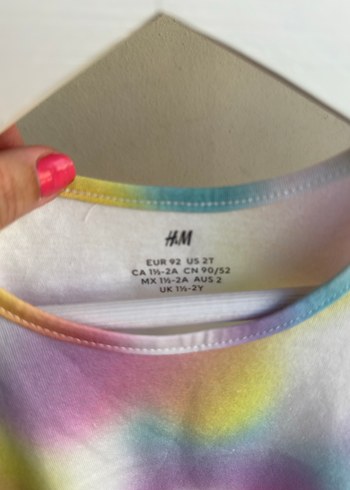 H&M
EUR 92 US 2T
CA 1½-2A CN 90/52
MX 1½-2A AUS 2
UK 1½-2Y